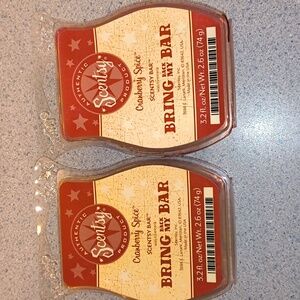 AUTHENTIC
Scentsy
PRODUCT
Cranberry Spice
SCENTSY BAR
BRING BACK MY BAR
3.2 fl. oz/Net Wt. 2.6 oz (74 g)
AUTHENTIC
Scentsy
PRODUCT
Cranberry Spice
SCENTSY BAR
BRING BACK MY BAR
3.2 fl. oz/Net Wt. 2.6 oz (74 g)